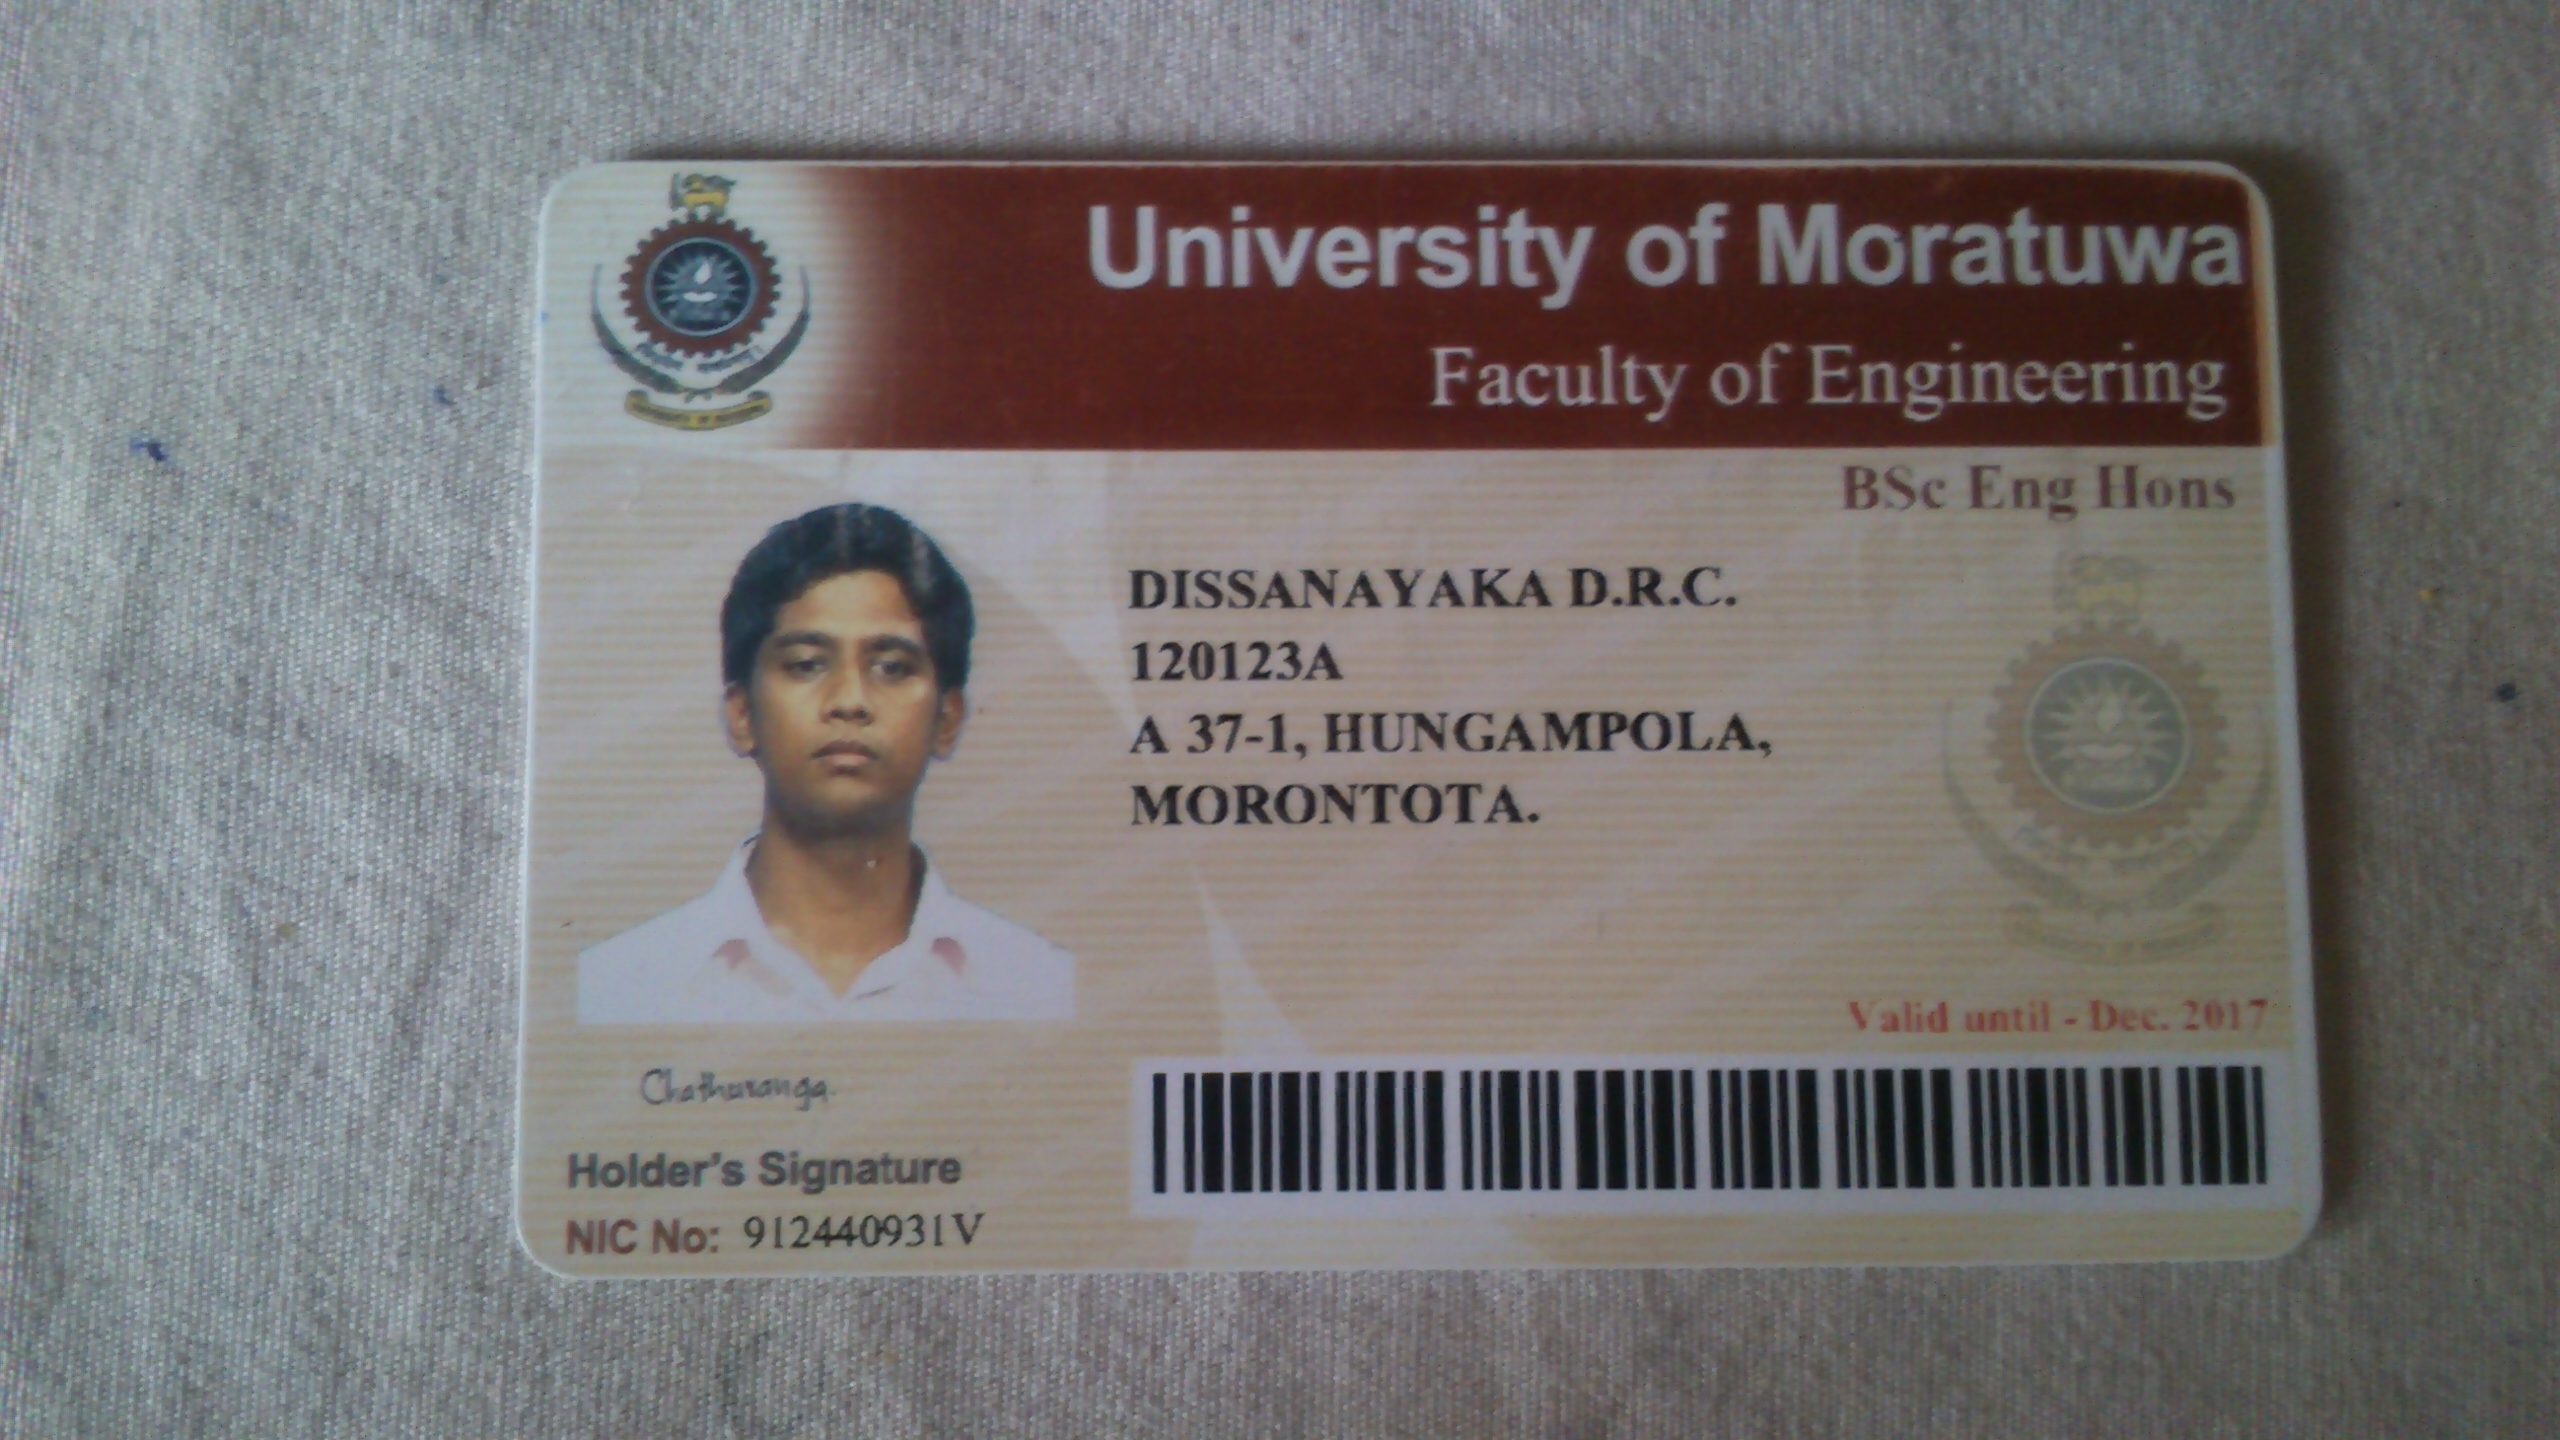 University of Moratuwa
Faculty of Engineering
BSc Eng Hons
DISSANAYAKA D.R.C.
120123A
A 37-1, HUNGAMPOLA,
MORONTOTA.
Valid until - Dec. 2017
Chathuranga.
Holder's Signature
NIC No: 912440931V